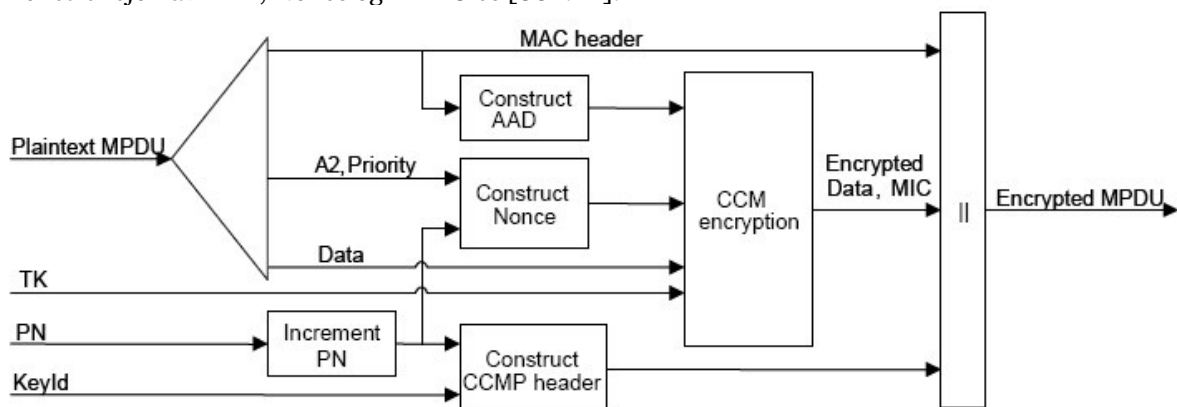 MAC header
Construct
AAD
Plaintext MPDU
A2,Priority
Construct
Nonce
CCM
encryption
Encrypted
Data, MIC
||
Encrypted MPDU
Data
TK
PN
Increment
PN
Construct
CCMP header
KeyId